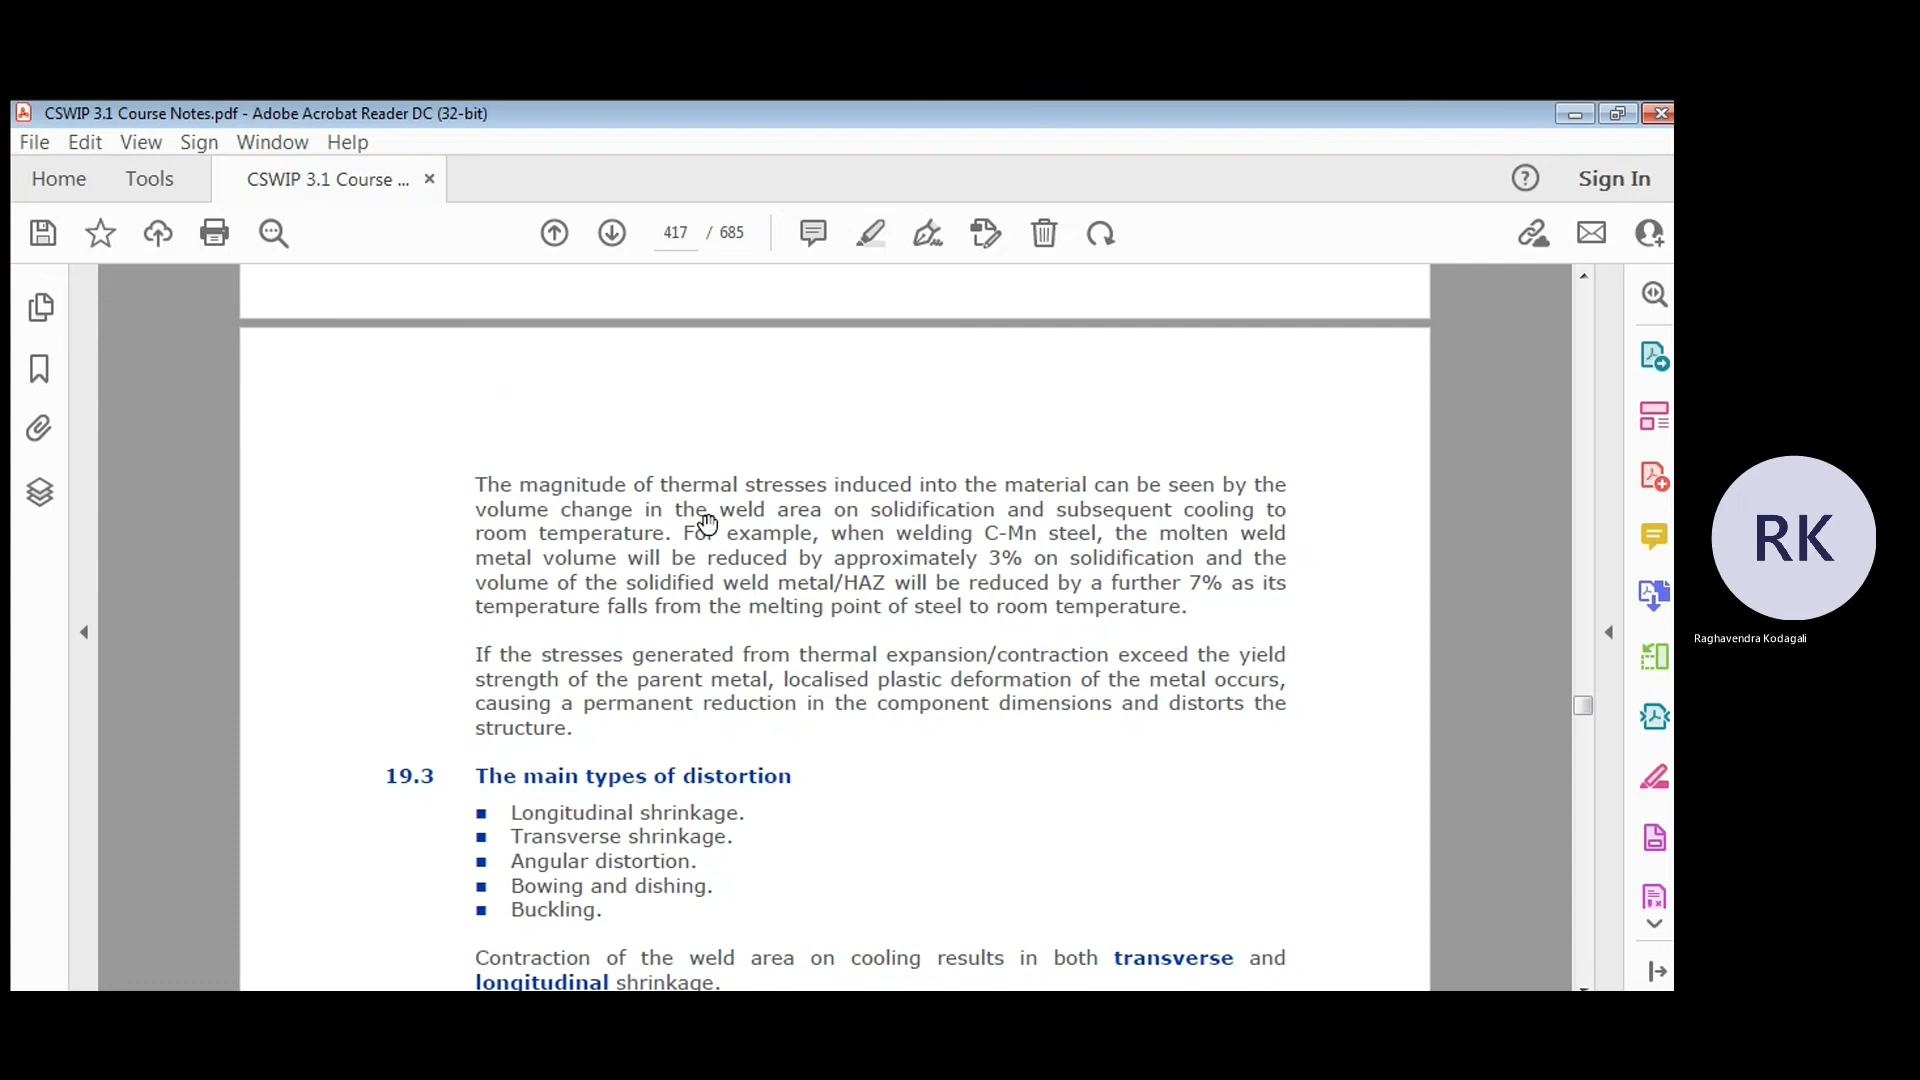 CSWIP 3.1 Course Notes.pdf - Adobe Acrobat Reader DC (32-bit)
File Edit View Sign Window Help
Home Tools CSWIP 3.1 Course ... × Sign In
417 / 685
The magnitude of thermal stresses induced into the material can be seen by the
volume change in the weld area on solidification and subsequent cooling to
room temperature. For example, when welding C-Mn steel, the molten weld
metal volume will be reduced by approximately 3% on solidification and the
volume of the solidified weld metal/HAZ will be reduced by a further 7% as its
temperature falls from the melting point of steel to room temperature.
If the stresses generated from thermal expansion/contraction exceed the yield
strength of the parent metal, localised plastic deformation of the metal occurs,
causing a permanent reduction in the component dimensions and distorts the
structure.
19.3 The main types of distortion
■ Longitudinal shrinkage.
■ Transverse shrinkage.
■ Angular distortion.
■ Bowing and dishing.
■ Buckling.
Contraction of the weld area on cooling results in both transverse and
longitudinal shrinkage.
RK
Raghavendra Kodagali